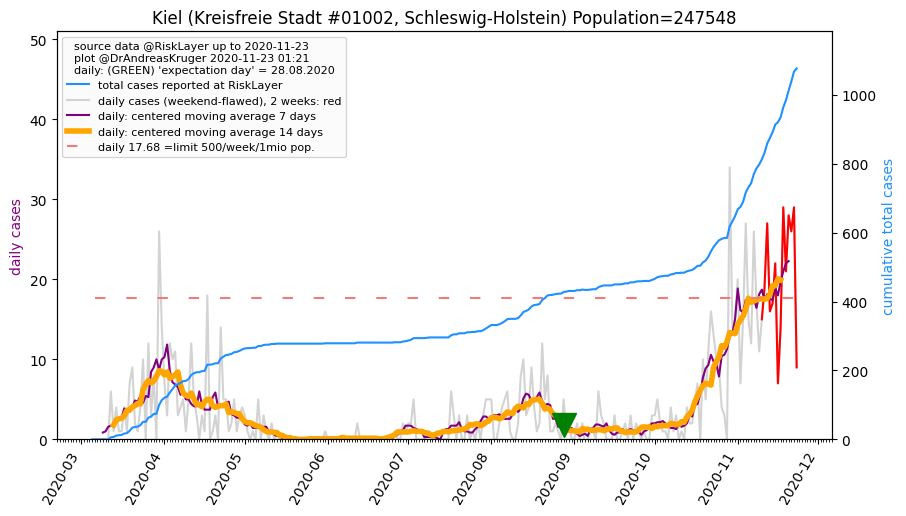 Kiel (Kreisfreie Stadt #01002, Schleswig-Holstein) Population=247548
source data @RiskLayer up to 2020-11-23
plot @DrAndreasKruger 2020-11-23 01:21
daily: (GREEN) 'expectation day' = 28.08.2020
total cases reported at RiskLayer
daily cases (weekend-flawed), 2 weeks: red
daily: centered moving average 7 days
daily: centered moving average 14 days
daily 17.68 =limit 500/week/1mio pop.
daily cases
50
40
30
20
10
0
cumulative total cases
1000
800
600
400
200
0
2020-03
2020-04
2020-05
2020-06
2020-07
2020-08
2020-09
2020-10
2020-11
2020-12